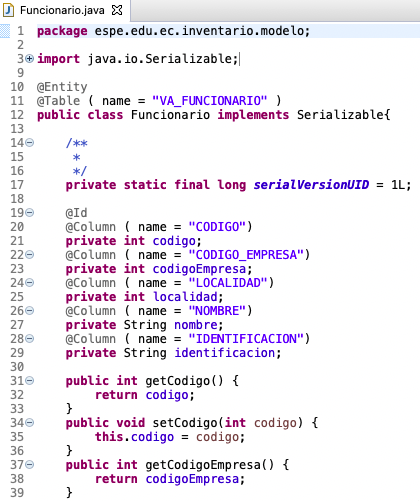 Funcionario.java
1 package espe.edu.ec.inventario.modelo;
2
3 import java.io.Serializable;
9
10 @Entity
11 @Table ( name = "VA_FUNCIONARIO" )
12 public class Funcionario implements Serializable{
13
14 /**
15 *
16 */
17 private static final long serialVersionUID = 1L;
18
19 @Id
20 @Column ( name = "CODIGO")
21 private int codigo;
22 @Column ( name = "CODIGO_EMPRESA")
23 private int codigoEmpresa;
24 @Column ( name = "LOCALIDAD")
25 private int localidad;
26 @Column ( name = "NOMBRE")
27 private String nombre;
28 @Column ( name = "IDENTIFICACION")
29 private String identificacion;
30
31 public int getCodigo() {
32 return codigo;
33 }
34 public void setCodigo(int codigo) {
35 this.codigo = codigo;
36 }
37 public int getCodigoEmpresa() {
38 return codigoEmpresa;
39 }